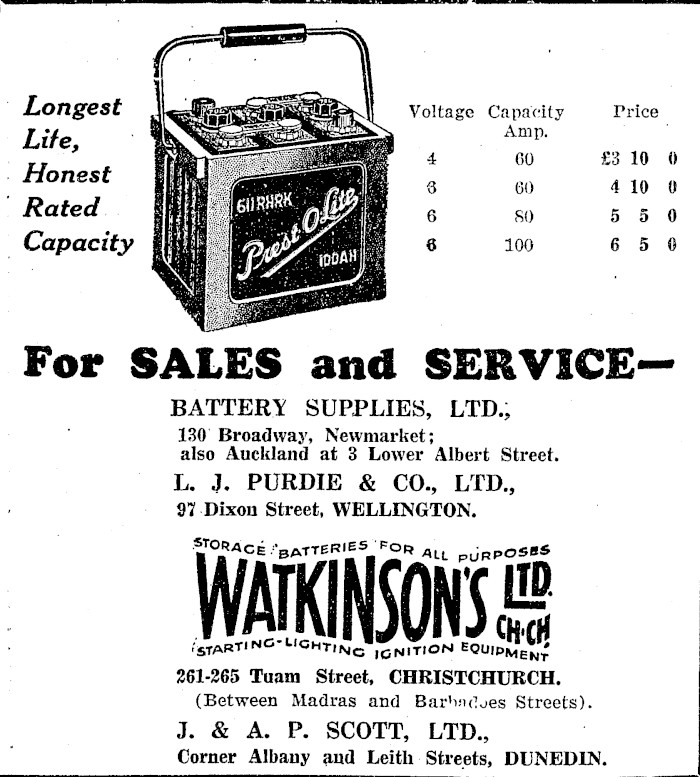 Longest
Life,
Honest
Rated
Capacity
6URHRK
Prest-O-Lite
100AH
Voltage Capacity Amp. Price
4 60 £3 10 0
6 60 4 10 0
6 80 5 5 0
6 100 6 5 0
For SALES and SERVICE—
BATTERY SUPPLIES, LTD.,
130 Broadway, Newmarket;
also Auckland at 3 Lower Albert Street.
L. J. PURDIE & CO., LTD.,
97 Dixon Street, WELLINGTON.
STORAGE BATTERIES FOR ALL PURPOSES
WATKINSON'S LTD.
CH·CH
STARTING-LIGHTING IGNITION EQUIPMENT
261-265 Tuam Street, CHRISTCHURCH.
(Between Madras and Barbadoes Streets).
J. & A. P. SCOTT, LTD.,
Corner Albany and Leith Streets, DUNEDIN.